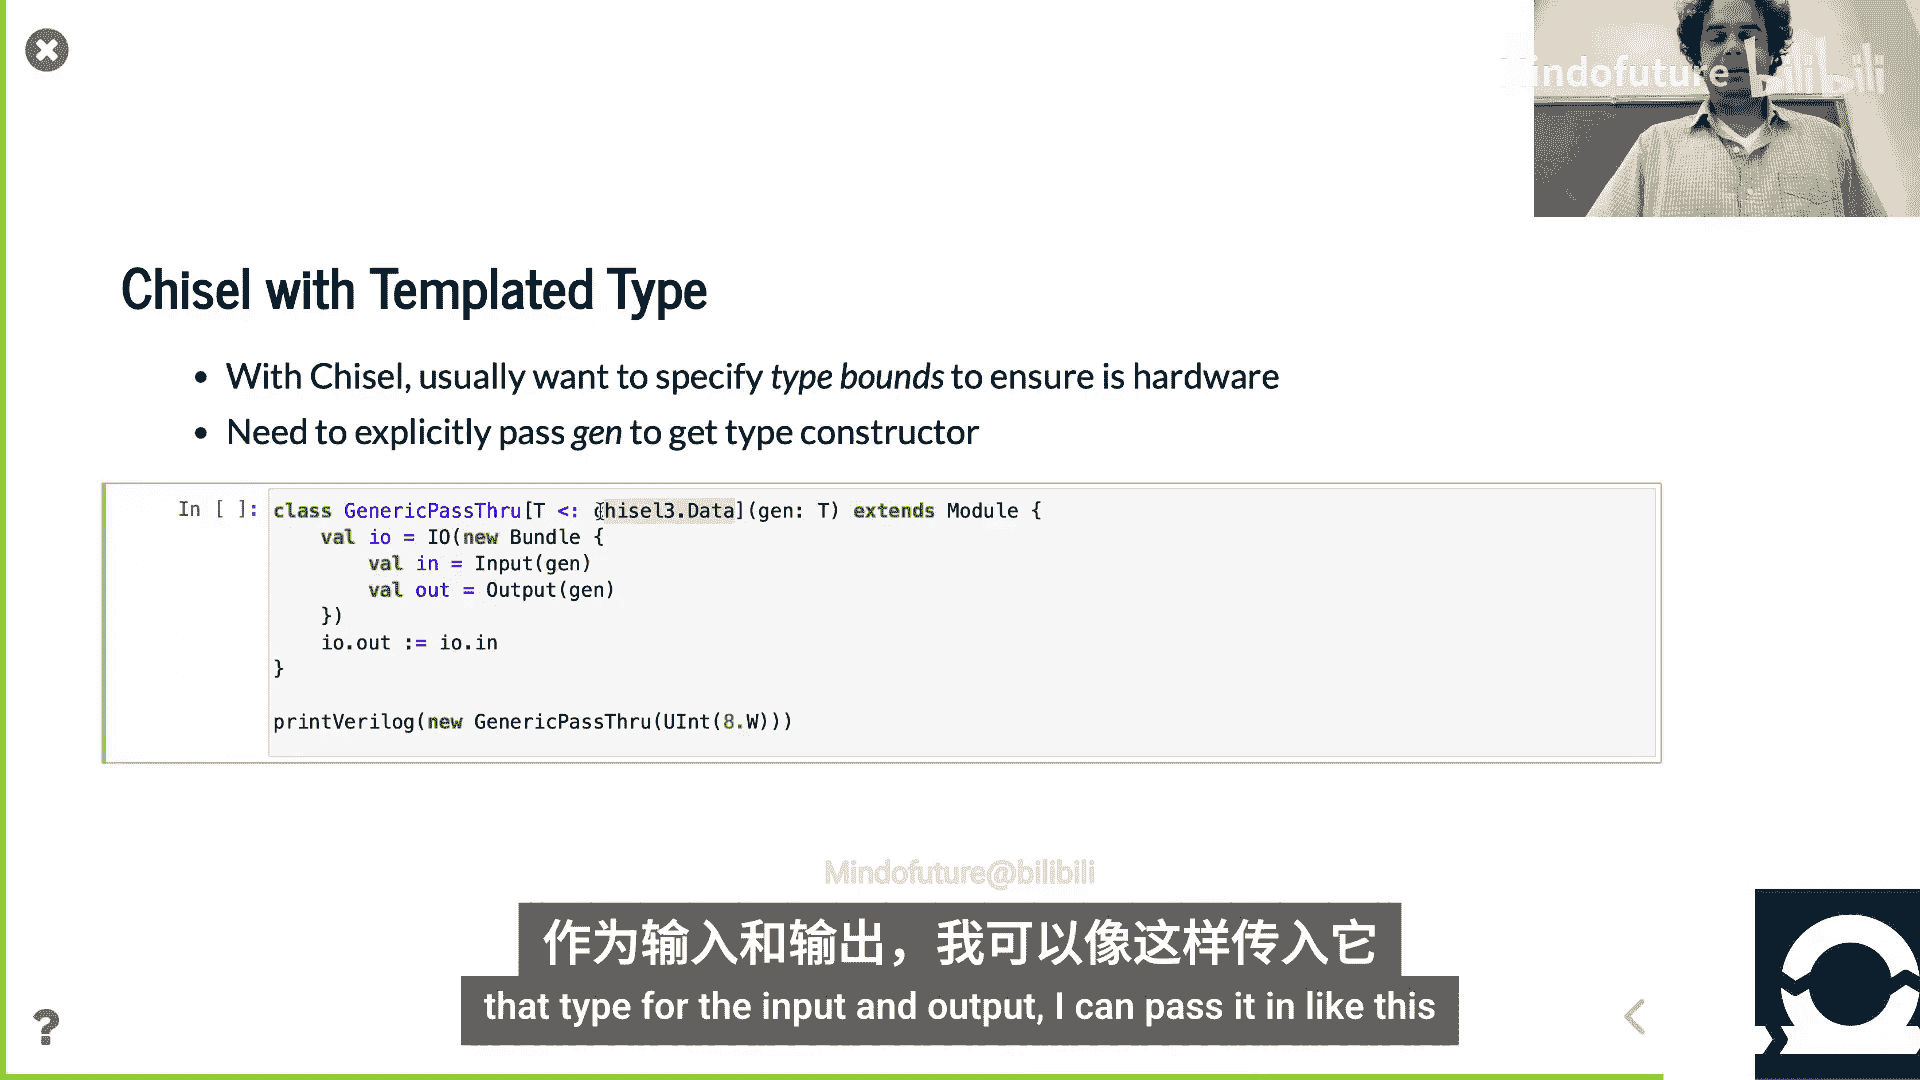 indofuture bilibili
Chisel with Templated Type
With Chisel, usually want to specify type bounds to ensure is hardware
Need to explicitly pass gen to get type constructor
In [ ]: class GenericPassThru[T <: chisel3.Data](gen: T) extends Module {
val io = IO(new Bundle {
val in = Input(gen)
val out = Output(gen)
})
io.out := io.in
}
printVerilog(new GenericPassThru(UInt(8.W)))
Mindofuture@bilibili
作为输入和输出，我可以像这样传入它
that type for the input and output, I can pass it in like this
?